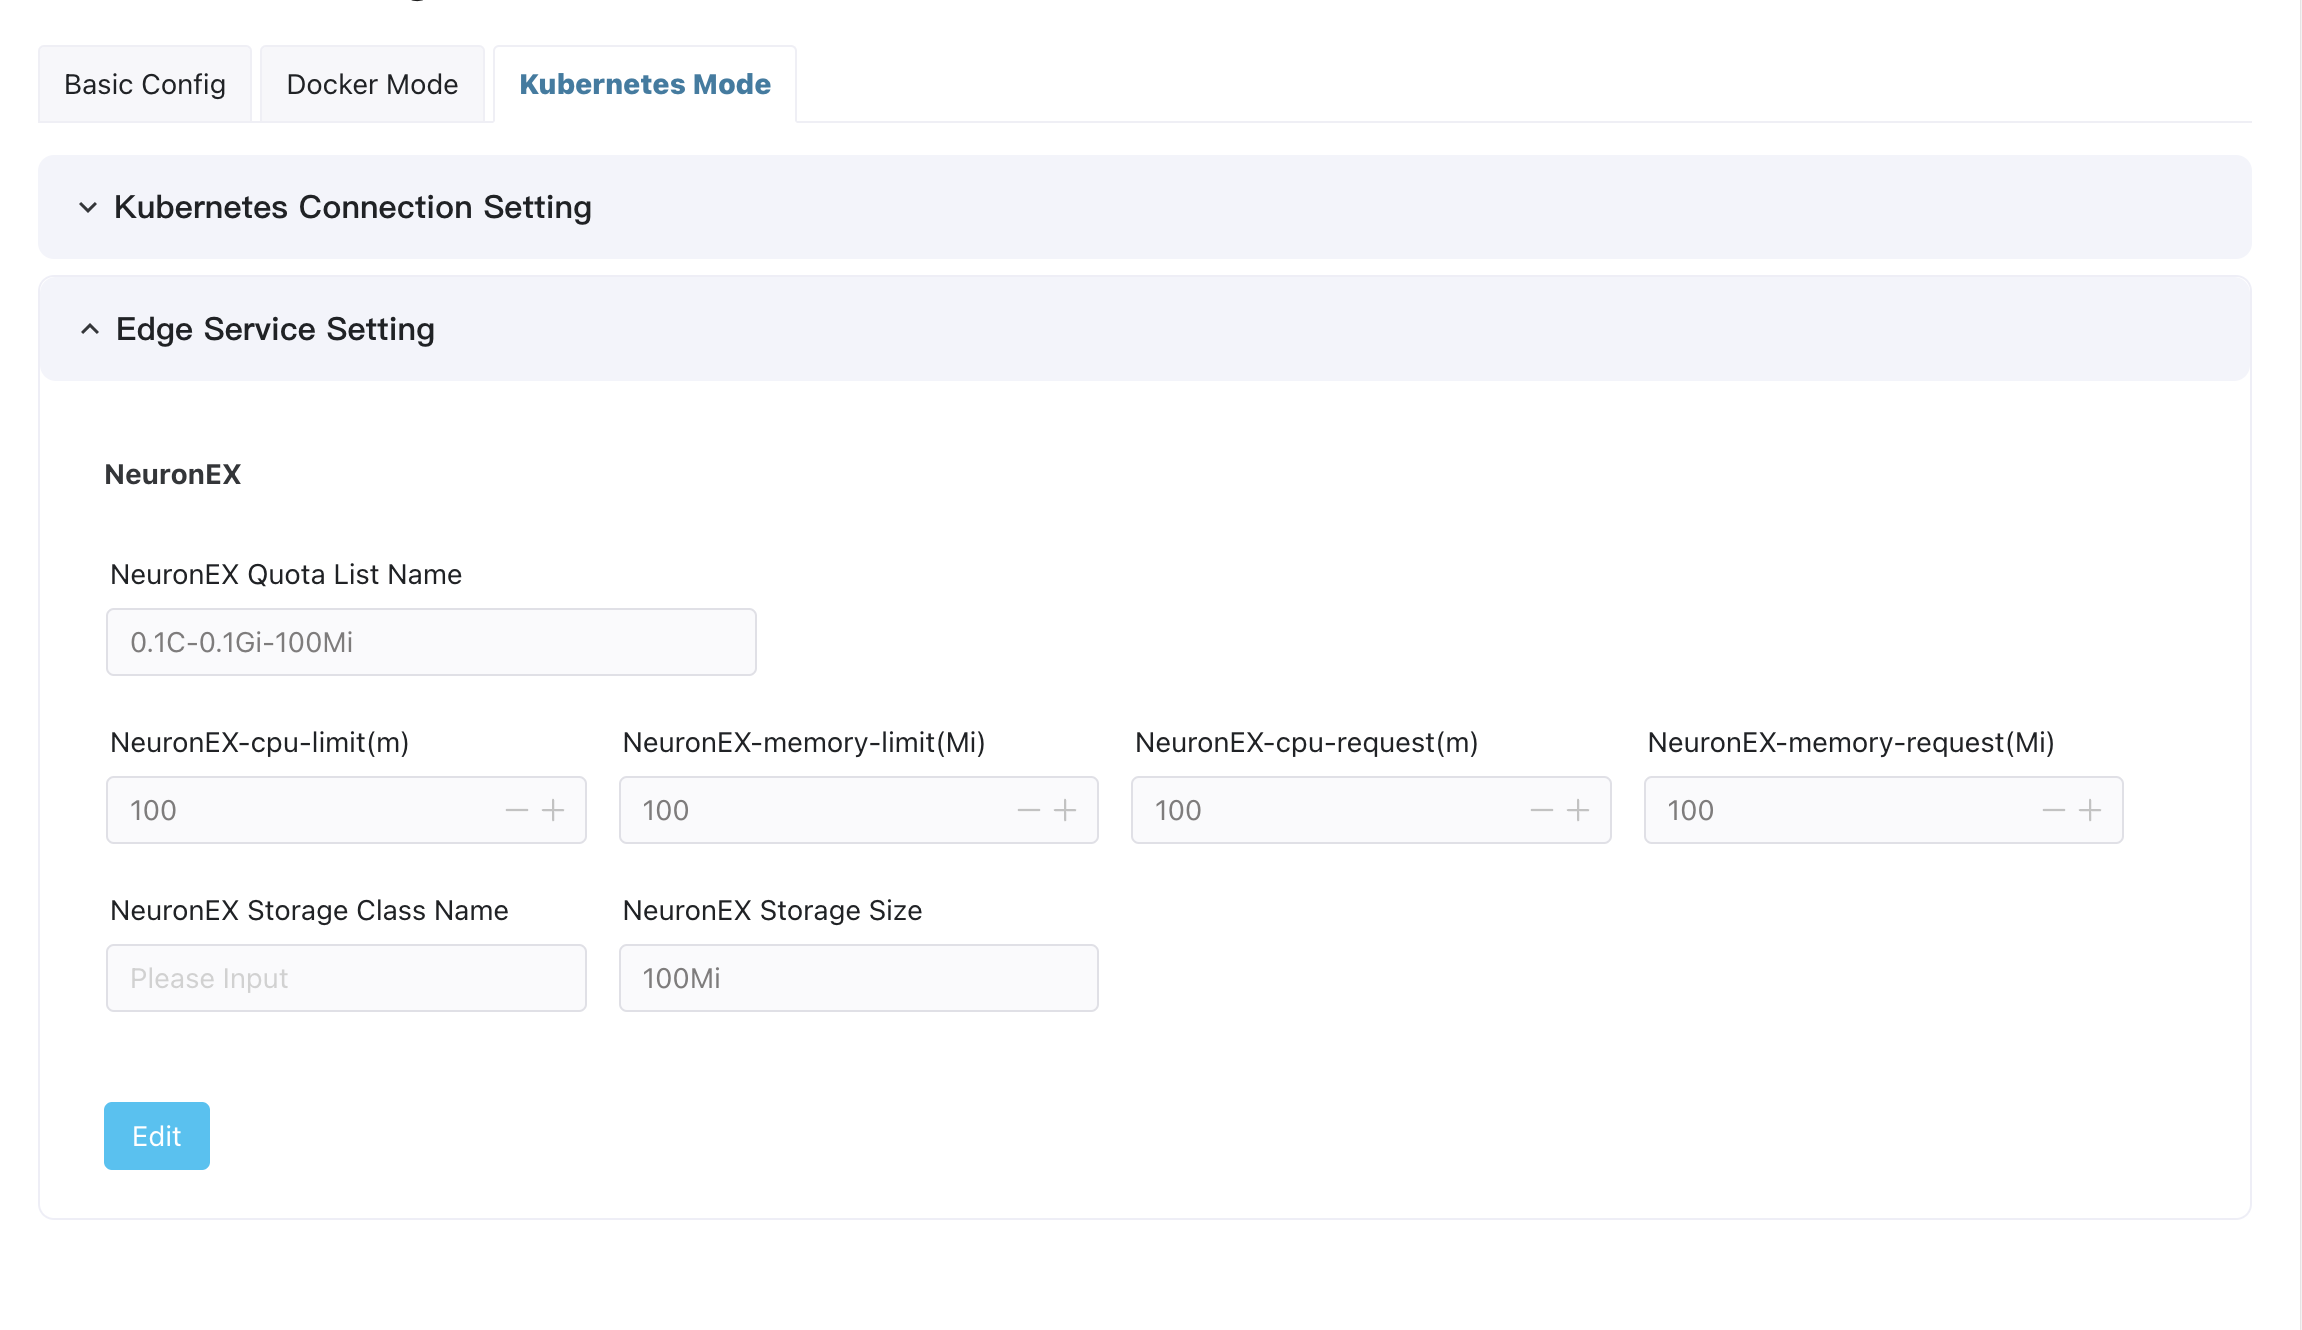 Basic Config Docker Mode Kubernetes Mode
Kubernetes Connection Setting
Edge Service Setting
NeuronEX
NeuronEX Quota List Name
0.1C-0.1Gi-100Mi
NeuronEX-cpu-limit(m) NeuronEX-memory-limit(Mi) NeuronEX-cpu-request(m) NeuronEX-memory-request(Mi)
100 100 100 100
NeuronEX Storage Class Name NeuronEX Storage Size
Please Input 100Mi
Edit